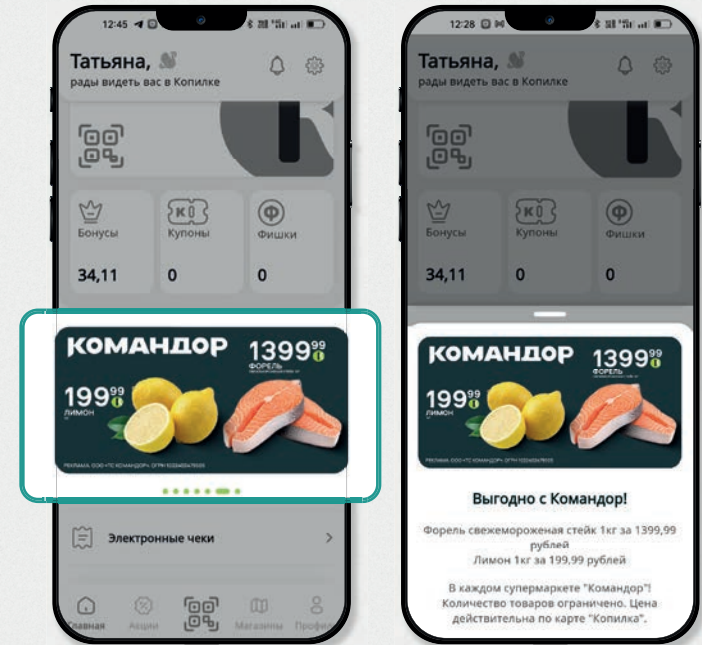 12:45
Татьяна,
рады видеть вас в Копилке
Бонусы
Купоны
Фишки
34,11
0
0
КОМАНДОР
1399 99
ФОРЕЛЬ
199 99
ЛИМОН
Электронные чеки
Главная
Акции
Магазины
Профиль
12:28
Татьяна,
рады видеть вас в Копилке
Бонусы
Купоны
Фишки
34,11
0
0
КОМАНДОР
1399 99
ФОРЕЛЬ
199 99
ЛИМОН
Выгодно с Командор!
Форель свежемороженая стейк 1кг за 1399,99
рублей
Лимон 1кг за 199,99 рублей
В каждом супермаркете "Командор"!
Количество товаров ограничено. Цена
действительна по карте "Копилка".